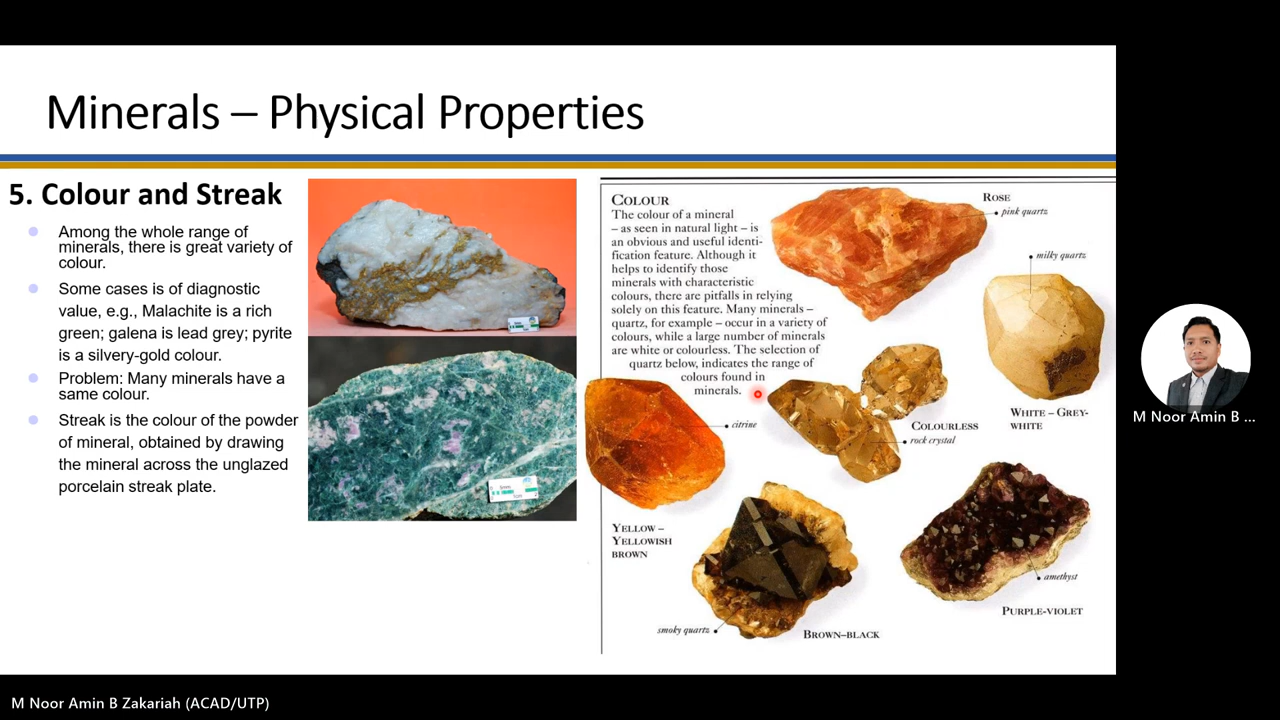 Minerals – Physical Properties
5. Colour and Streak
Among the whole range of
minerals, there is great variety of
colour.
Some cases is of diagnostic
value, e.g., Malachite is a rich
green; galena is lead grey; pyrite
is a silvery-gold colour.
Problem: Many minerals have a
same colour.
Streak is the colour of the powder
of mineral, obtained by drawing
the mineral across the unglazed
porcelain streak plate.
COLOUR
The colour of a mineral
– as seen in natural light – is
an obvious and useful identi-
fication feature. Although it
helps to identify those
minerals with characteristic
colours, there are pitfalls in relying
solely on this feature. Many minerals –
quartz, for example – occur in a variety of
colours, while a large number of minerals
are white or colourless. The selection of
quartz below, indicates the range of
colours found in
minerals.
ROSE
pink quartz
milky quartz
WHITE – GREY-
WHITE
COLOURLESS
rock crystal
citrine
YELLOW –
YELLOWISH
BROWN
smoky quartz
BROWN–BLACK
amethyst
PURPLE-VIOLET
M Noor Amin B ...
M Noor Amin B Zakariah (ACAD/UTP)